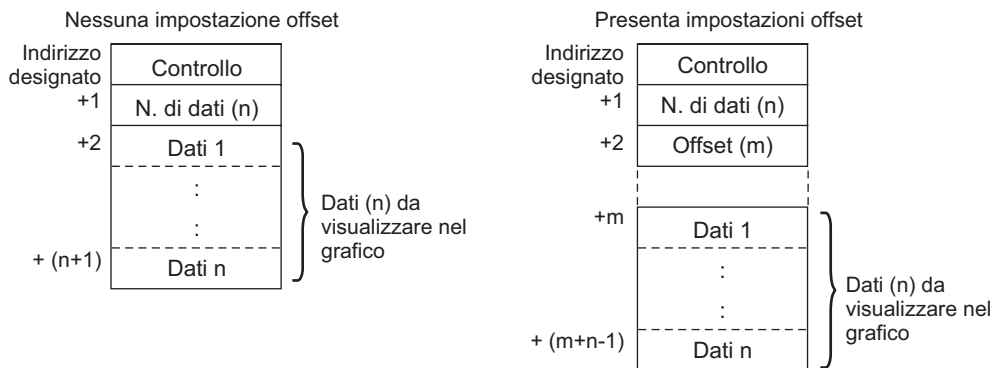 Nessuna impostazione offset
Indirizzo
designato
Controllo
+1
N. di dati (n)
+2
Dati 1
:
:
Dati (n) da
visualizzare nel
grafico
+ (n+1)
Dati n
Presenta impostazioni offset
Indirizzo
designato
Controllo
+1
N. di dati (n)
+2
Offset (m)
+m
Dati 1
:
:
Dati (n) da
visualizzare nel
grafico
+ (m+n-1)
Dati n